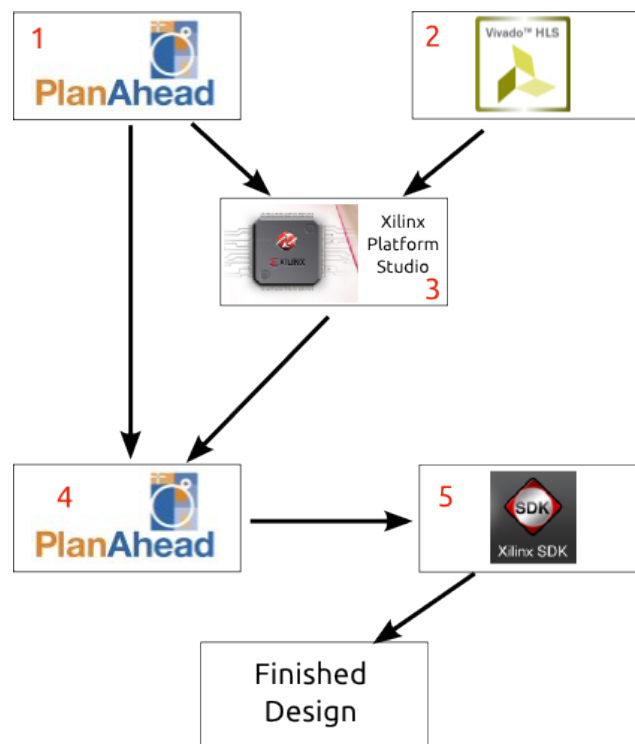 1
PlanAhead
2
Vivado™ HLS
XILINX
Xilinx
Platform
Studio
3
4
PlanAhead
5
SDK
Xilinx SDK
Finished
Design